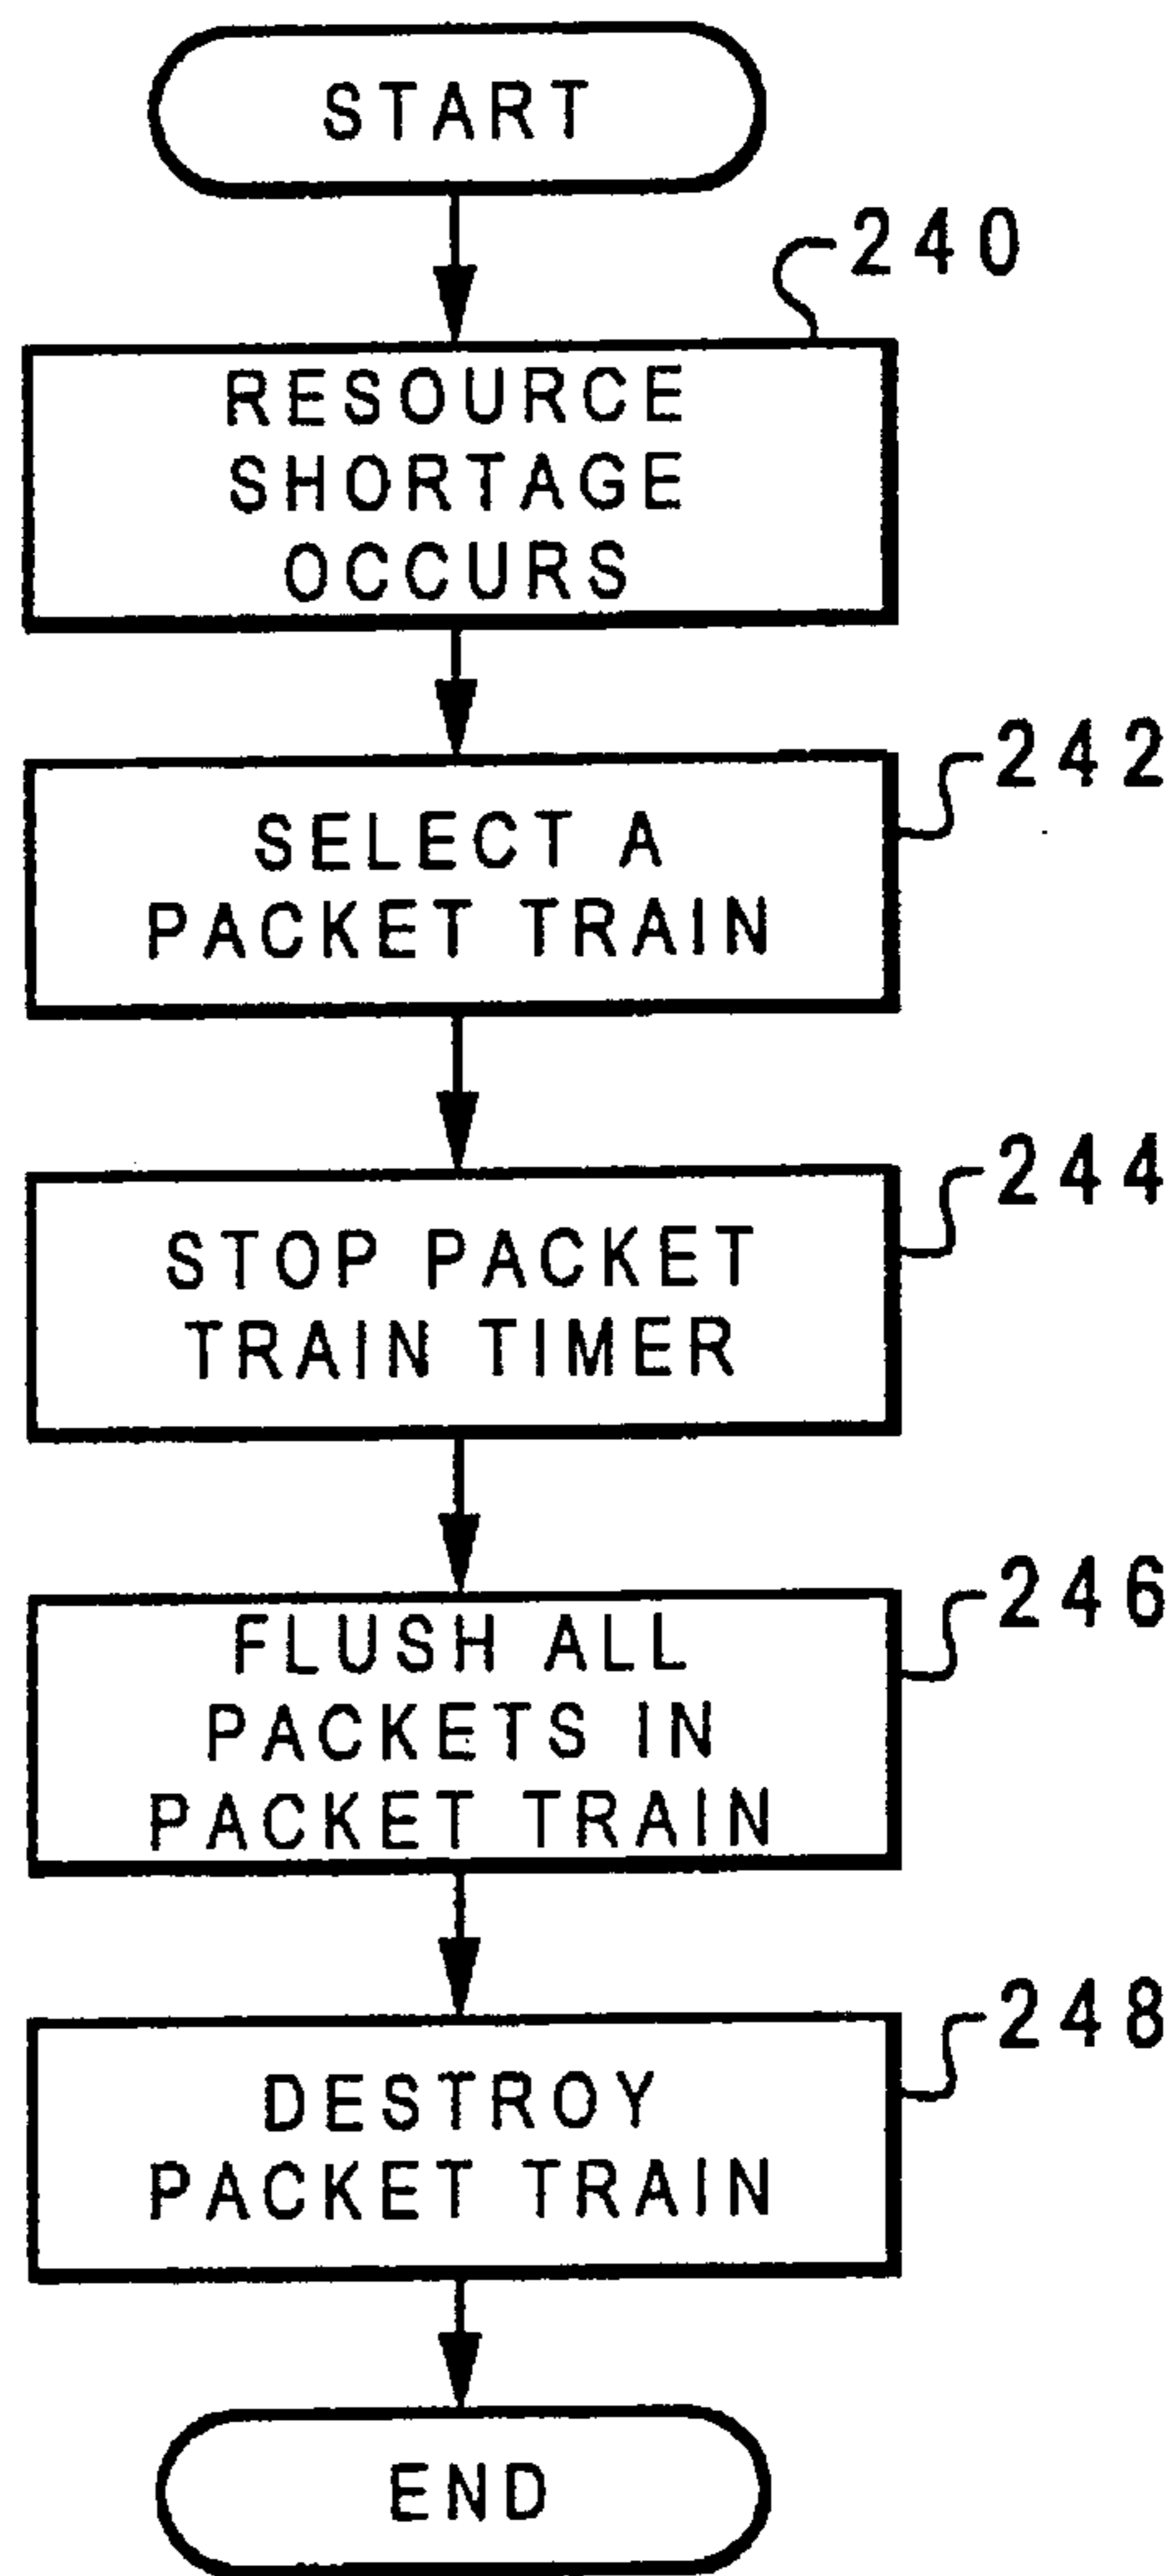 START
240
RESOURCE
SHORTAGE
OCCURS
242
SELECT A
PACKET TRAIN
244
STOP PACKET
TRAIN TIMER
246
FLUSH ALL
PACKETS IN
PACKET TRAIN
248
DESTROY
PACKET TRAIN
END